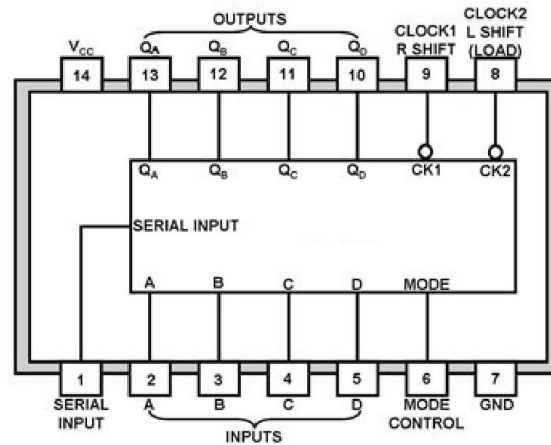 OUTPUTS
CLOCK1
R SHIFT
CLOCK2
L SHIFT
(LOAD)
VCC QA QB QC QD
14 13 12 11 10 9 8
QA QB QC QD CK1 CK2
SERIAL INPUT
A B C D MODE
1 2 3 4 5 6 7
SERIAL
INPUT
A B C D
INPUTS
MODE
CONTROL
GND